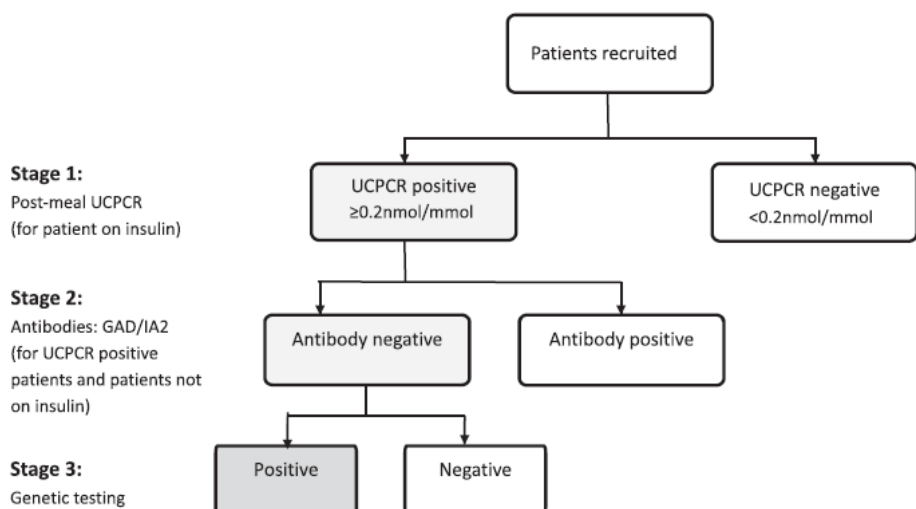 Patients recruited
Stage 1:
Post-meal UCPCR
(for patient on insulin)
UCPCR positive
≥0.2nmol/mmol
UCPCR negative
<0.2nmol/mmol
Stage 2:
Antibodies: GAD/IA2
(for UCPCR positive
patients and patients not
on insulin)
Antibody negative
Antibody positive
Stage 3:
Genetic testing
Positive
Negative